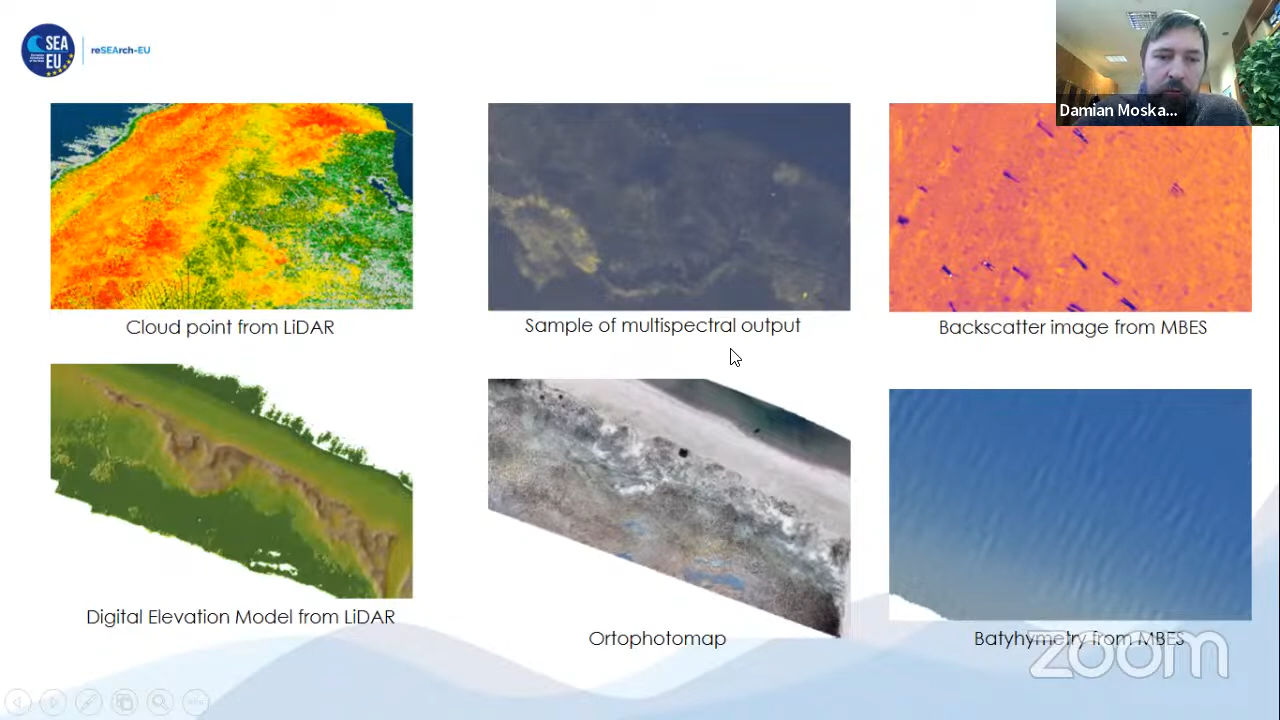 SEA
EU
reSEArch-EU
Damian Moska...
Cloud point from LiDAR
Sample of multispectral output
Backscatter image from MBES
Digital Elevation Model from LiDAR
Ortophotomap
Batyhymetry from MBES
zoom